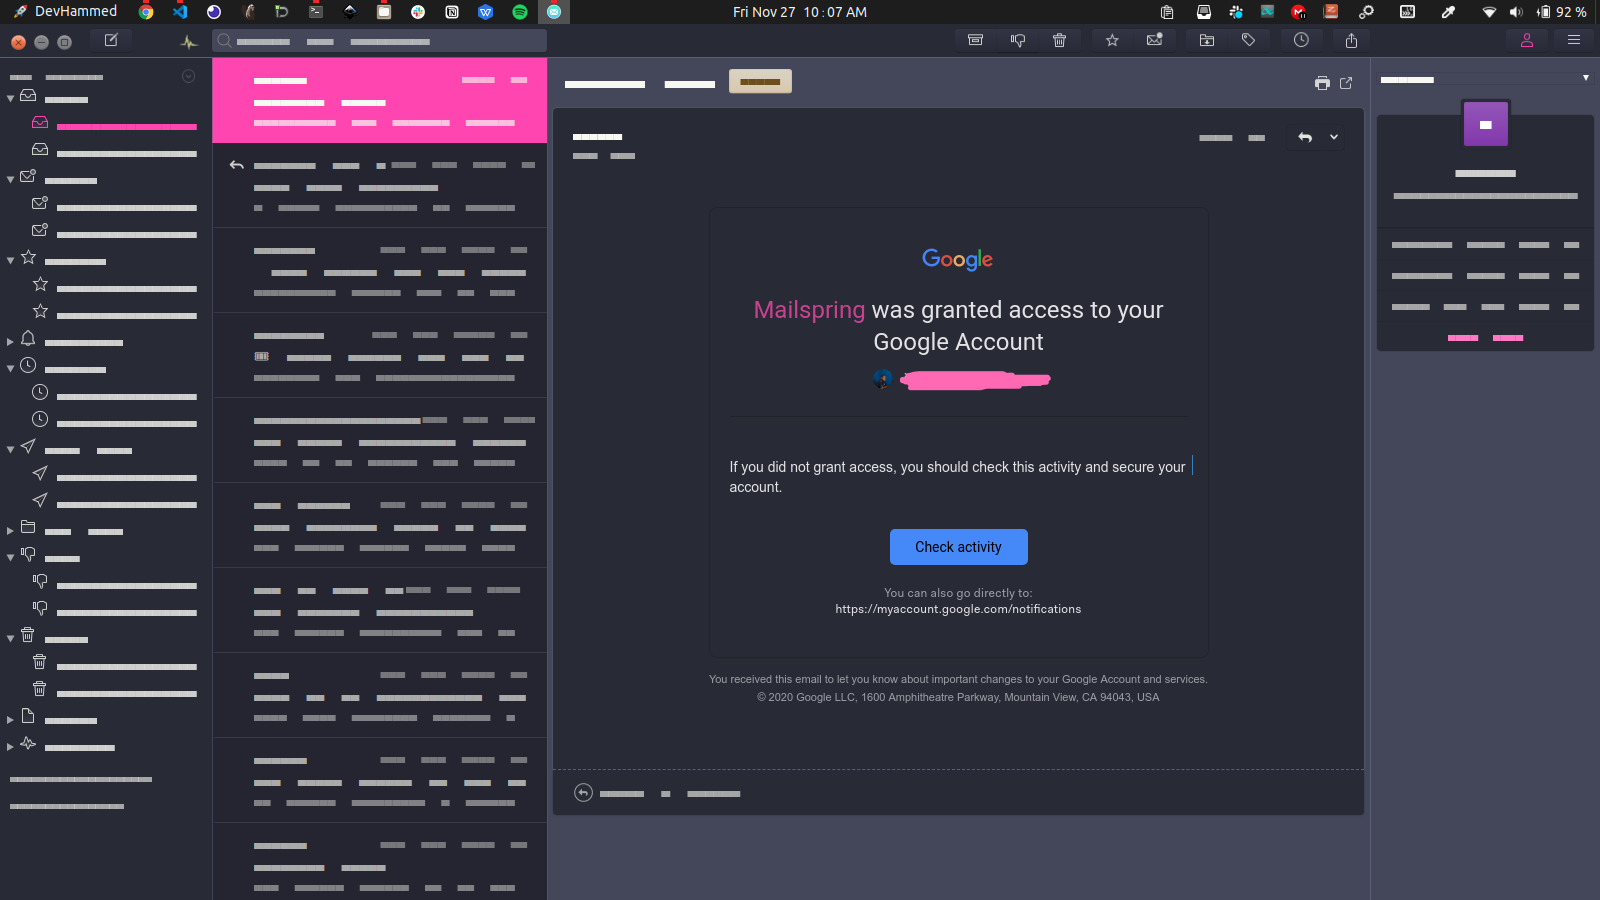 DevHammed
Fri Nov 27 10:07 AM
92 %
Google
Mailspring was granted access to your
Google Account
If you did not grant access, you should check this activity and secure your
account.
Check activity
You can also go directly to:
https://myaccount.google.com/notifications
You received this email to let you know about important changes to your Google Account and services.
© 2020 Google LLC, 1600 Amphitheatre Parkway, Mountain View, CA 94043, USA